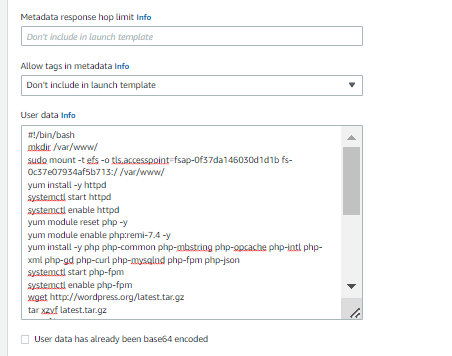 Metadata response hop limit Info
Don't include in launch template
Allow tags in metadata Info
Don't include in launch template
User data Info
#!/bin/bash
mkdir /var/www/
sudo mount -t efs -o tls,accesspoint=fsap-0f37da146030d1d1b fs-
0c37e07934af5b713:/ /var/www/
yum install -y httpd
systemctl start httpd
systemctl enable httpd
yum module reset php -y
yum module enable php:remi-7.4 -y
yum install -y php php-common php-mbstring php-opcache php-intl php-
xml php-gd php-curl php-mysqlnd php-fpm php-json
systemctl start php-fpm
systemctl enable php-fpm
wget http://wordpress.org/latest.tar.gz
tar xzvf latest.tar.gz
User data has already been base64 encoded